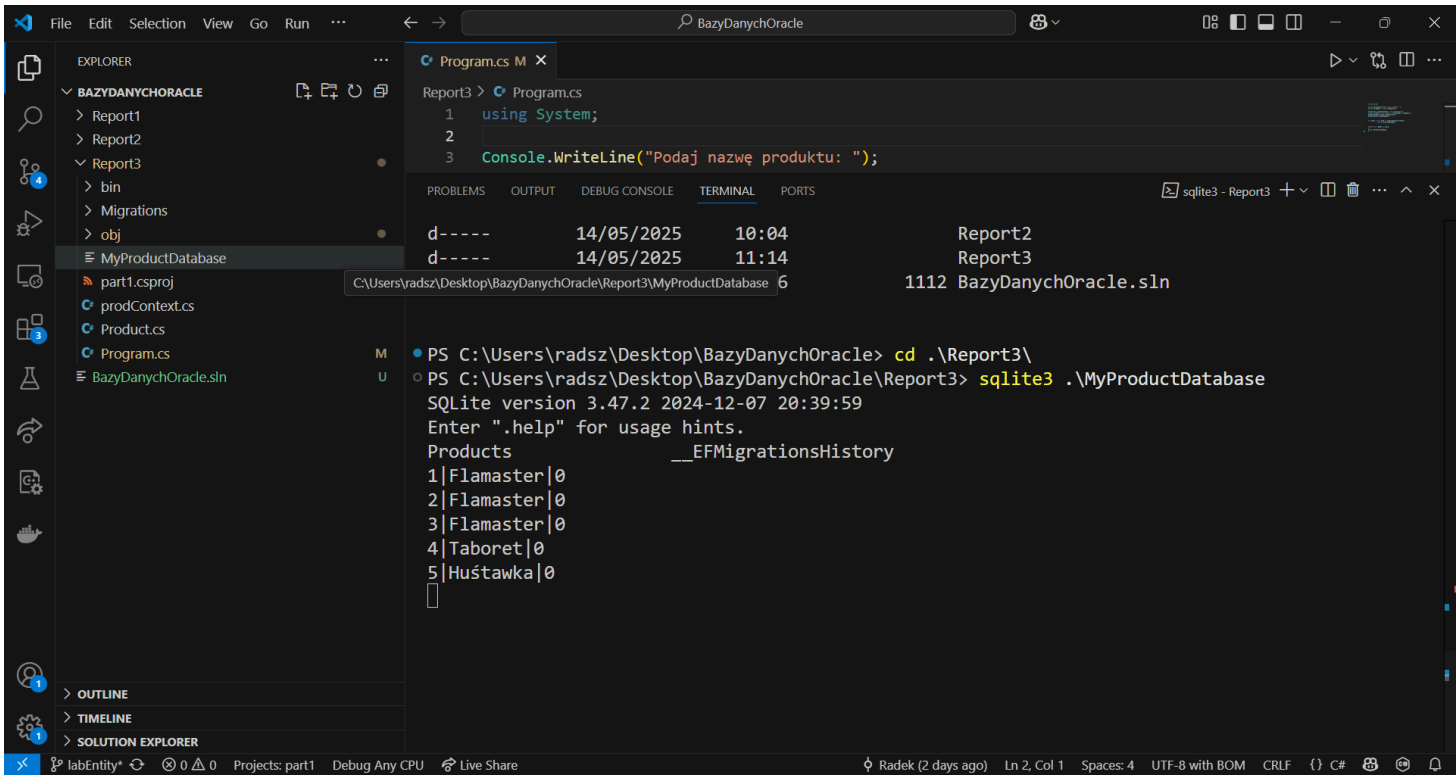 File Edit Selection View Go Run ··· BazyDanychOracle
EXPLORER ···
BAZYDANYCHORACLE
Report1
Report2
Report3
bin
Migrations
obj
MyProductDatabase
part1.csproj
prodContext.cs
Product.cs
Program.cs M
BazyDanychOracle.sln U
OUTLINE
TIMELINE
SOLUTION EXPLORER
4
3
1
1
Program.cs M
Report3 > Program.cs
1 using System;
2
3 Console.WriteLine("Podaj nazwę produktu: ");
PROBLEMS OUTPUT DEBUG CONSOLE TERMINAL PORTS sqlite3 - Report3
d----- 14/05/2025 10:04 Report2
d----- 14/05/2025 11:14 Report3
C:\Users\radsz\Desktop\BazyDanychOracle\Report3\MyProductDatabase 6 1112 BazyDanychOracle.sln
PS C:\Users\radsz\Desktop\BazyDanychOracle> cd .\Report3\
PS C:\Users\radsz\Desktop\BazyDanychOracle\Report3> sqlite3 .\MyProductDatabase
SQLite version 3.47.2 2024-12-07 20:39:59
Enter ".help" for usage hints.
Products __EFMigrationsHistory
1|Flamaster|0
2|Flamaster|0
3|Flamaster|0
4|Taboret|0
5|Huśtawka|0
labEntity* 0 0 Projects: part1 Debug Any CPU Live Share Radek (2 days ago) Ln 2, Col 1 Spaces: 4 UTF-8 with BOM CRLF {} C#